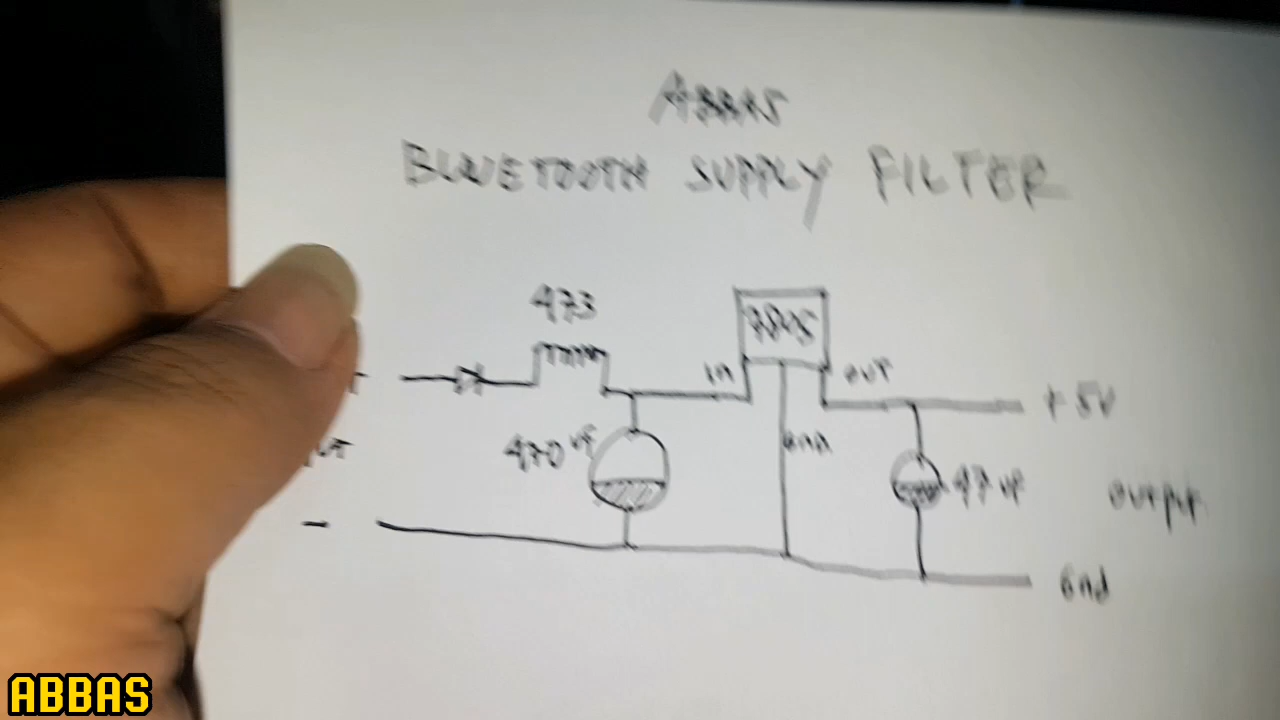 ABBAS
BLUETOOTH SUPPLY FILTER
473
7805
in
out
+
+5V
470 uf
Gnd
47 uf
output
-
Gnd
ABBAS